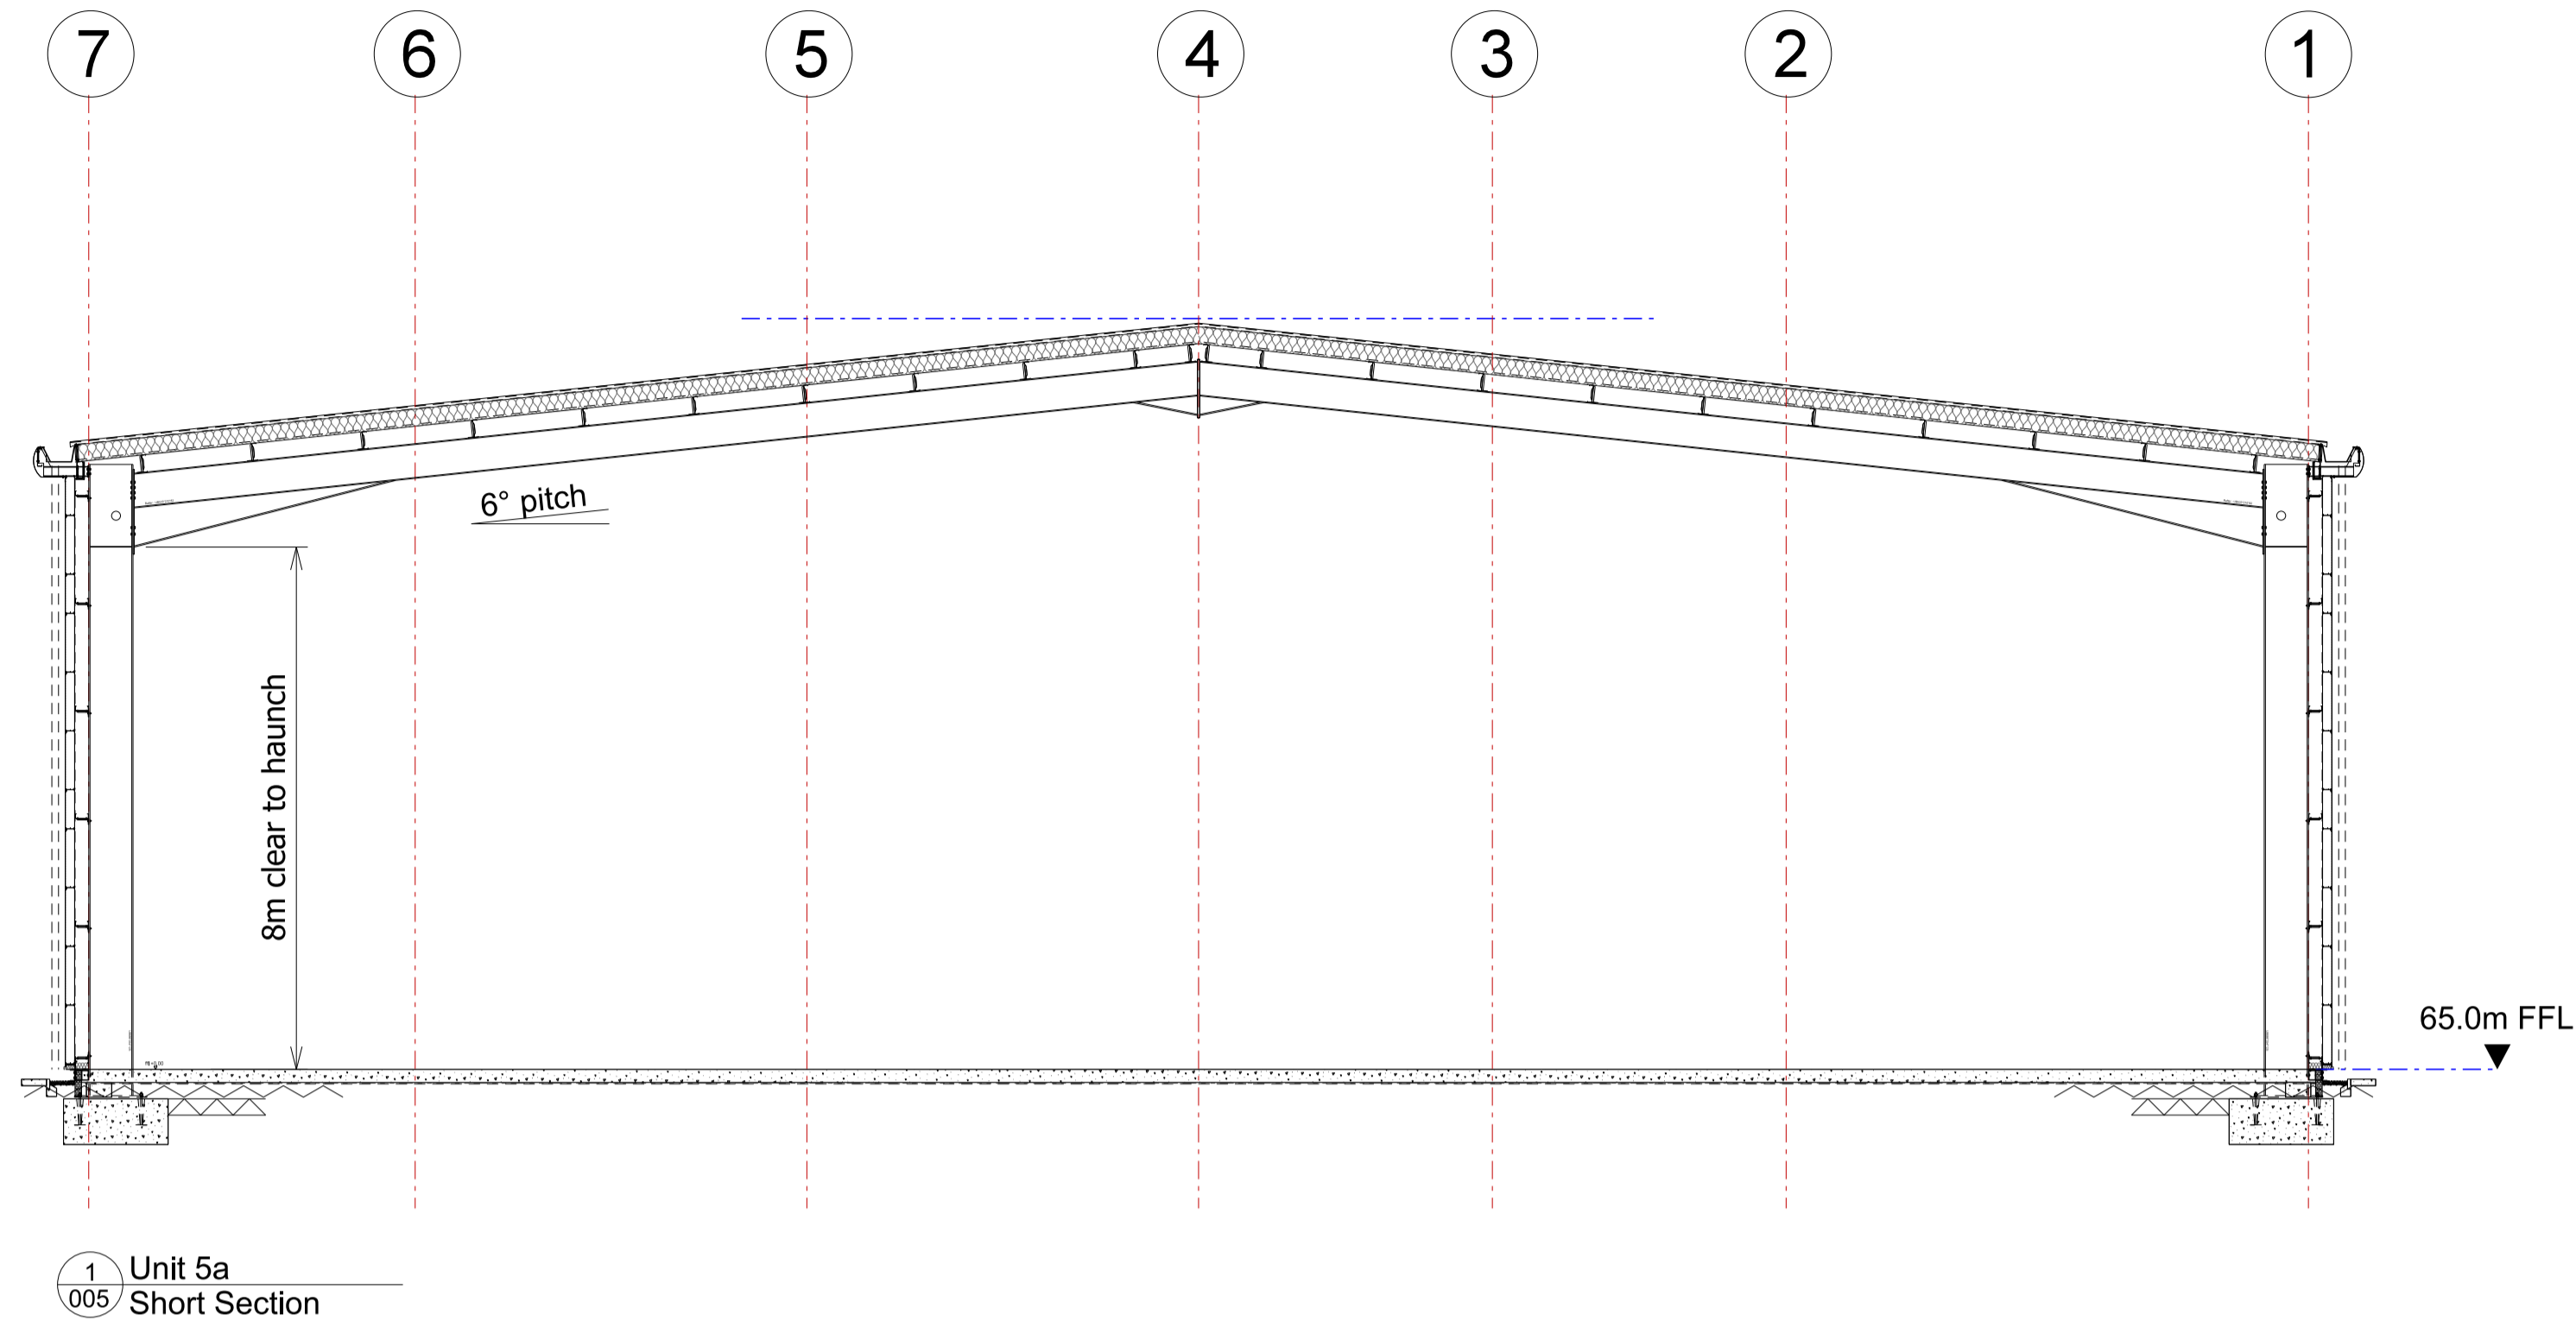 7 6 5 4 3 2 1
6° pitch
8m clear to haunch
65.0m FFL
1
005
Unit 5a
Short Section